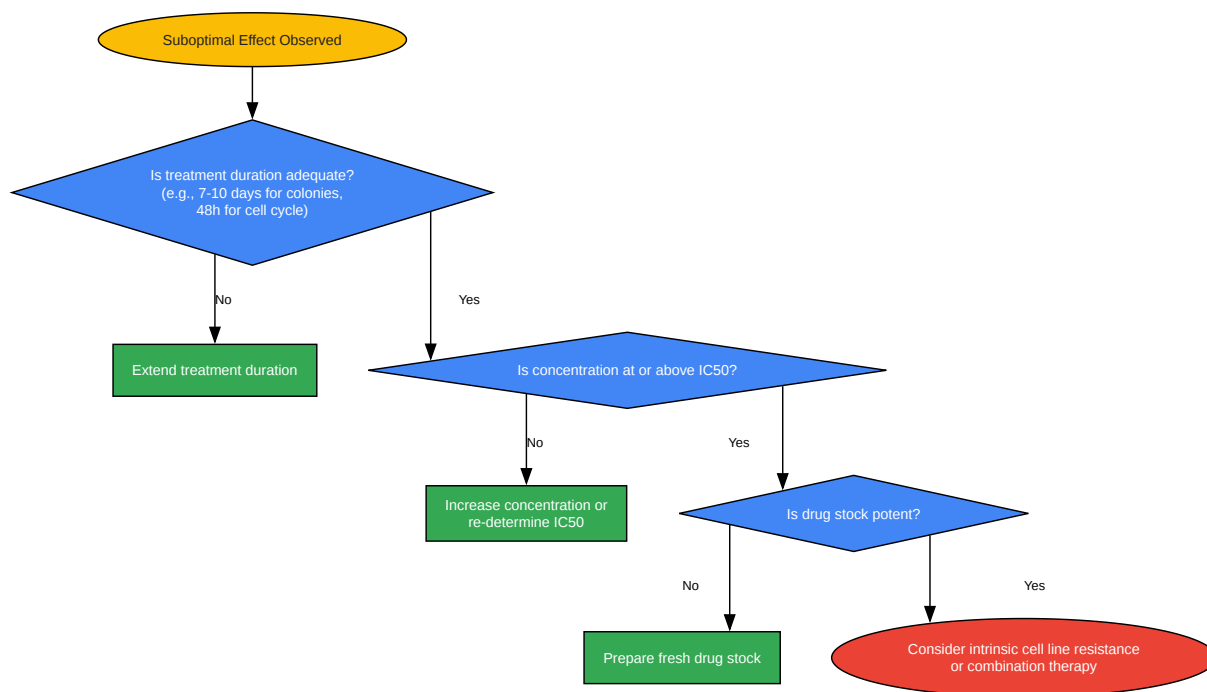 Suboptimal Effect Observed
Is treatment duration adequate?
(e.g., 7-10 days for colonies,
48h for cell cycle)
No
Yes
Extend treatment duration
Is concentration at or above IC50?
No
Yes
Increase concentration or
re-determine IC50
Is drug stock potent?
No
Yes
Prepare fresh drug stock
Consider intrinsic cell line resistance
or combination therapy